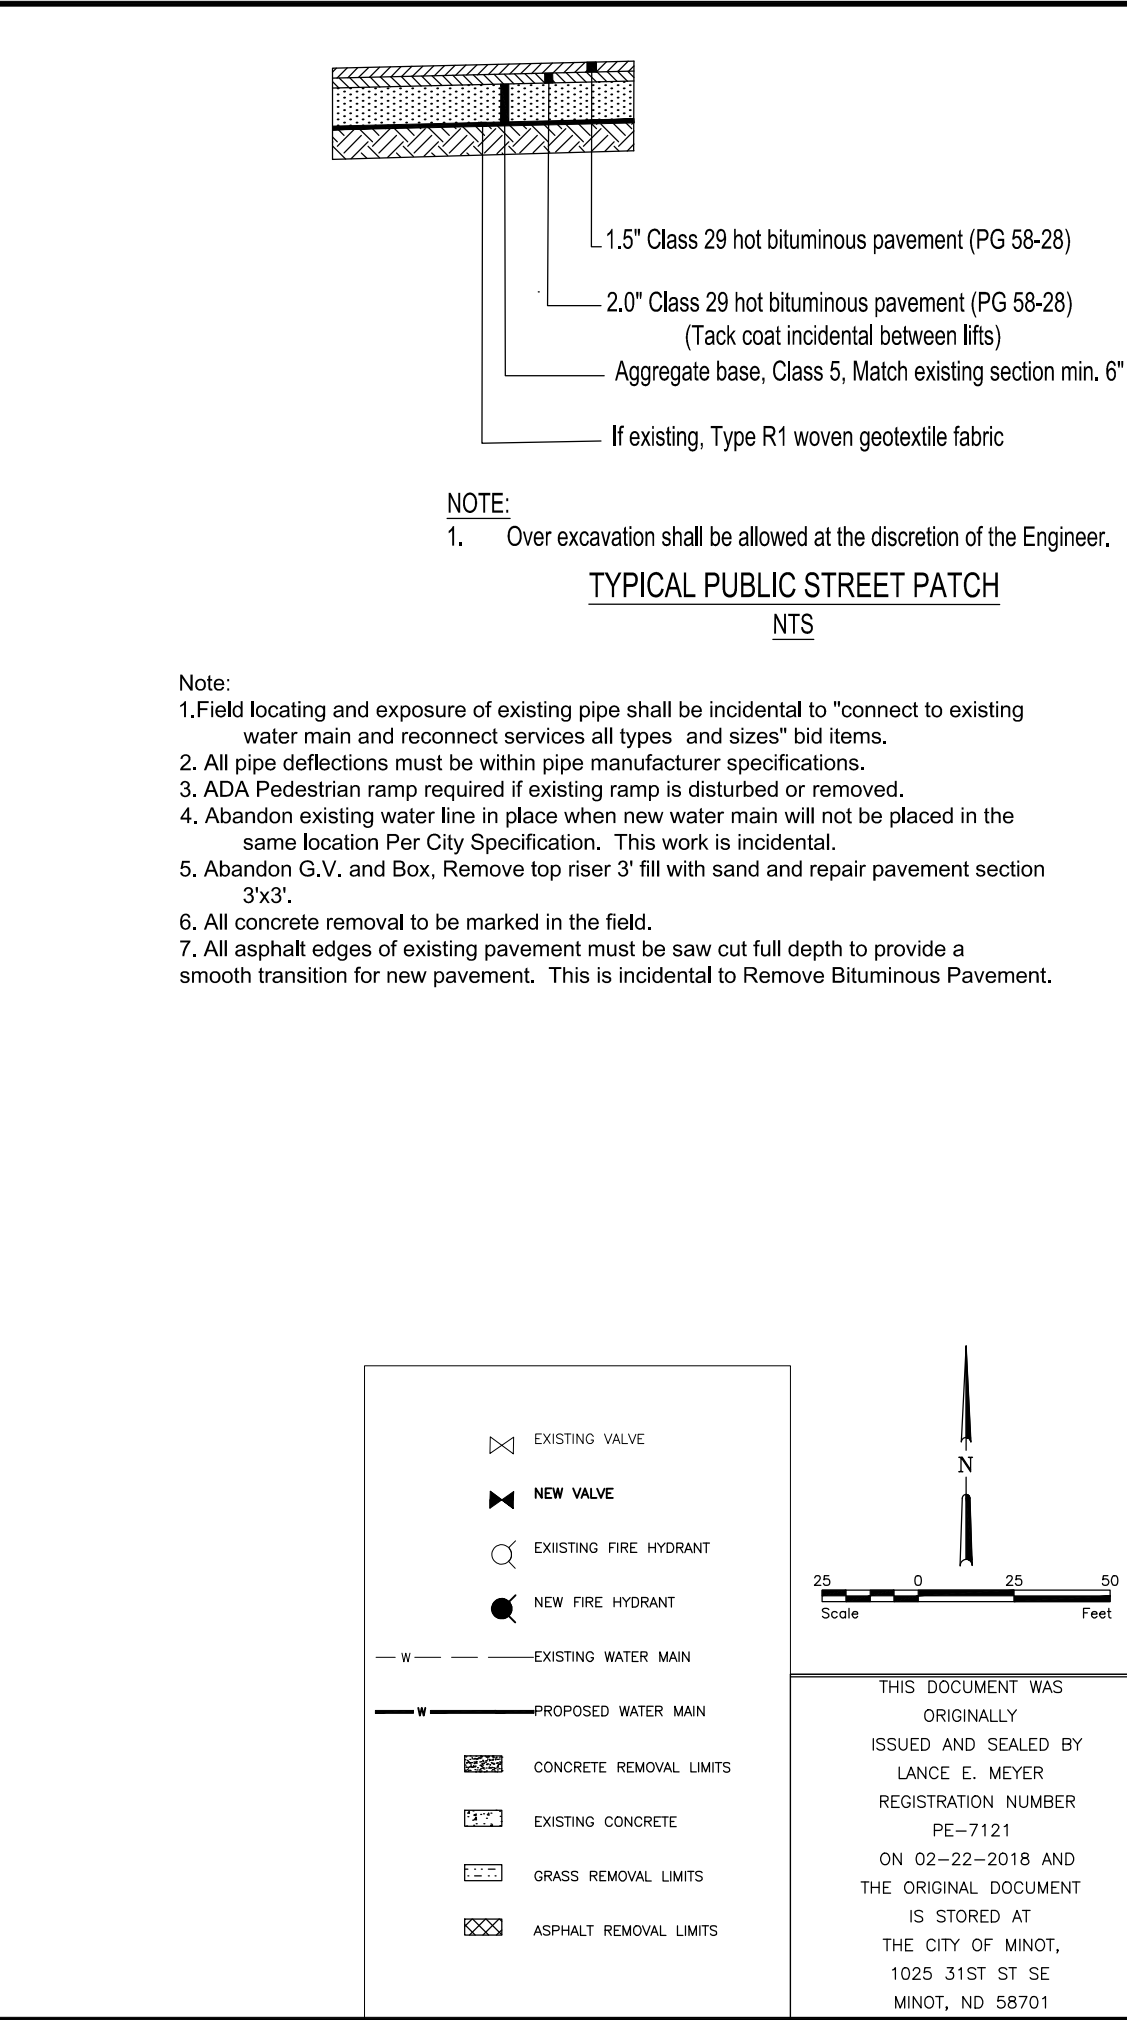 1.5" Class 29 hot bituminous pavement (PG 58-28)
2.0" Class 29 hot bituminous pavement (PG 58-28)
(Tack coat incidental between lifts)
Aggregate base, Class 5, Match existing section min. 6"
If existing, Type R1 woven geotextile fabric
NOTE:
1. Over excavation shall be allowed at the discretion of the Engineer.
TYPICAL PUBLIC STREET PATCH
NTS
Note:
1.Field locating and exposure of existing pipe shall be incidental to "connect to existing
water main and reconnect services all types and sizes" bid items.
2. All pipe deflections must be within pipe manufacturer specifications.
3. ADA Pedestrian ramp required if existing ramp is disturbed or removed.
4. Abandon existing water line in place when new water main will not be placed in the
same location Per City Specification. This work is incidental.
5. Abandon G.V. and Box, Remove top riser 3' fill with sand and repair pavement section
3'x3'.
6. All concrete removal to be marked in the field.
7. All asphalt edges of existing pavement must be saw cut full depth to provide a
smooth transition for new pavement. This is incidental to Remove Bituminous Pavement.
EXISTING VALVE
NEW VALVE
EXIISTING FIRE HYDRANT
NEW FIRE HYDRANT
W EXISTING WATER MAIN
W PROPOSED WATER MAIN
CONCRETE REMOVAL LIMITS
EXISTING CONCRETE
GRASS REMOVAL LIMITS
ASPHALT REMOVAL LIMITS
N
25 0 25 50
Scale Feet
THIS DOCUMENT WAS
ORIGINALLY
ISSUED AND SEALED BY
LANCE E. MEYER
REGISTRATION NUMBER
PE-7121
ON 02-22-2018 AND
THE ORIGINAL DOCUMENT
IS STORED AT
THE CITY OF MINOT,
1025 31ST ST SE
MINOT, ND 58701